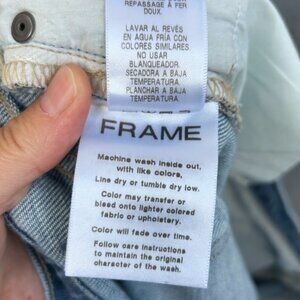 REPASSAGE À FER
DOUX.
LAVAR AL REVÉS
EN AGUA FRÍA CON
COLORES SIMILARES
NO USAR
BLANQUEADOR.
SECADORA A BAJA
TEMPERATURA
PLANCHAR A BAJA
TEMPERATURA
FRAME
Machine wash inside out,
with like colors,
Line dry or tumble dry low.
Color may transfer or
bleed onto lighter colored
fabric or upholstery.
Color will fade over time.
Follow care instructions
to maintain the original
character of the wash.